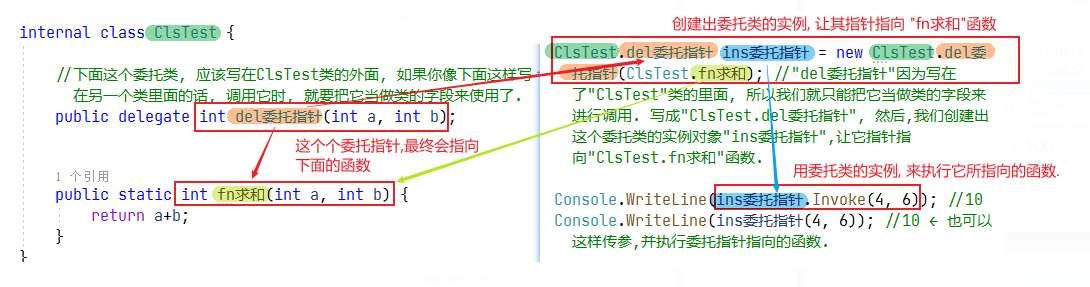 internal class ClsTest {
//下面这个委托类, 应该写在ClsTest类的外面, 如果你像下面这样写
在另一个类里面的话, 调用它时, 就要把它当做类的字段来使用了.
public delegate int del委托指针(int a, int b);
这个个委托指针,最终会指向
下面的函数
1 个引用
public static int fn求和(int a, int b) {
return a+b;
}
}
创建出委托类的实例, 让其指针指向 "fn求和"函数
ClsTest.del委托指针 ins委托指针 = new ClsTest.del委
托指针(ClsTest.fn求和); //"del委托指针"因为写在
了"ClsTest"类的里面, 所以我们就只能把它当做类的字段来
进行调用. 写成"ClsTest.del委托指针", 然后,我们创建出
这个委托类的实例对象"ins委托指针",让它指针指
向"ClsTest.fn求和"函数.
用委托类的实例, 来执行它所指向的函数.
Console.WriteLine(ins委托指针.Invoke(4, 6)); //10
Console.WriteLine(ins委托指针(4, 6)); //10 ← 也可以
这样传参,并执行委托指针指向的函数.